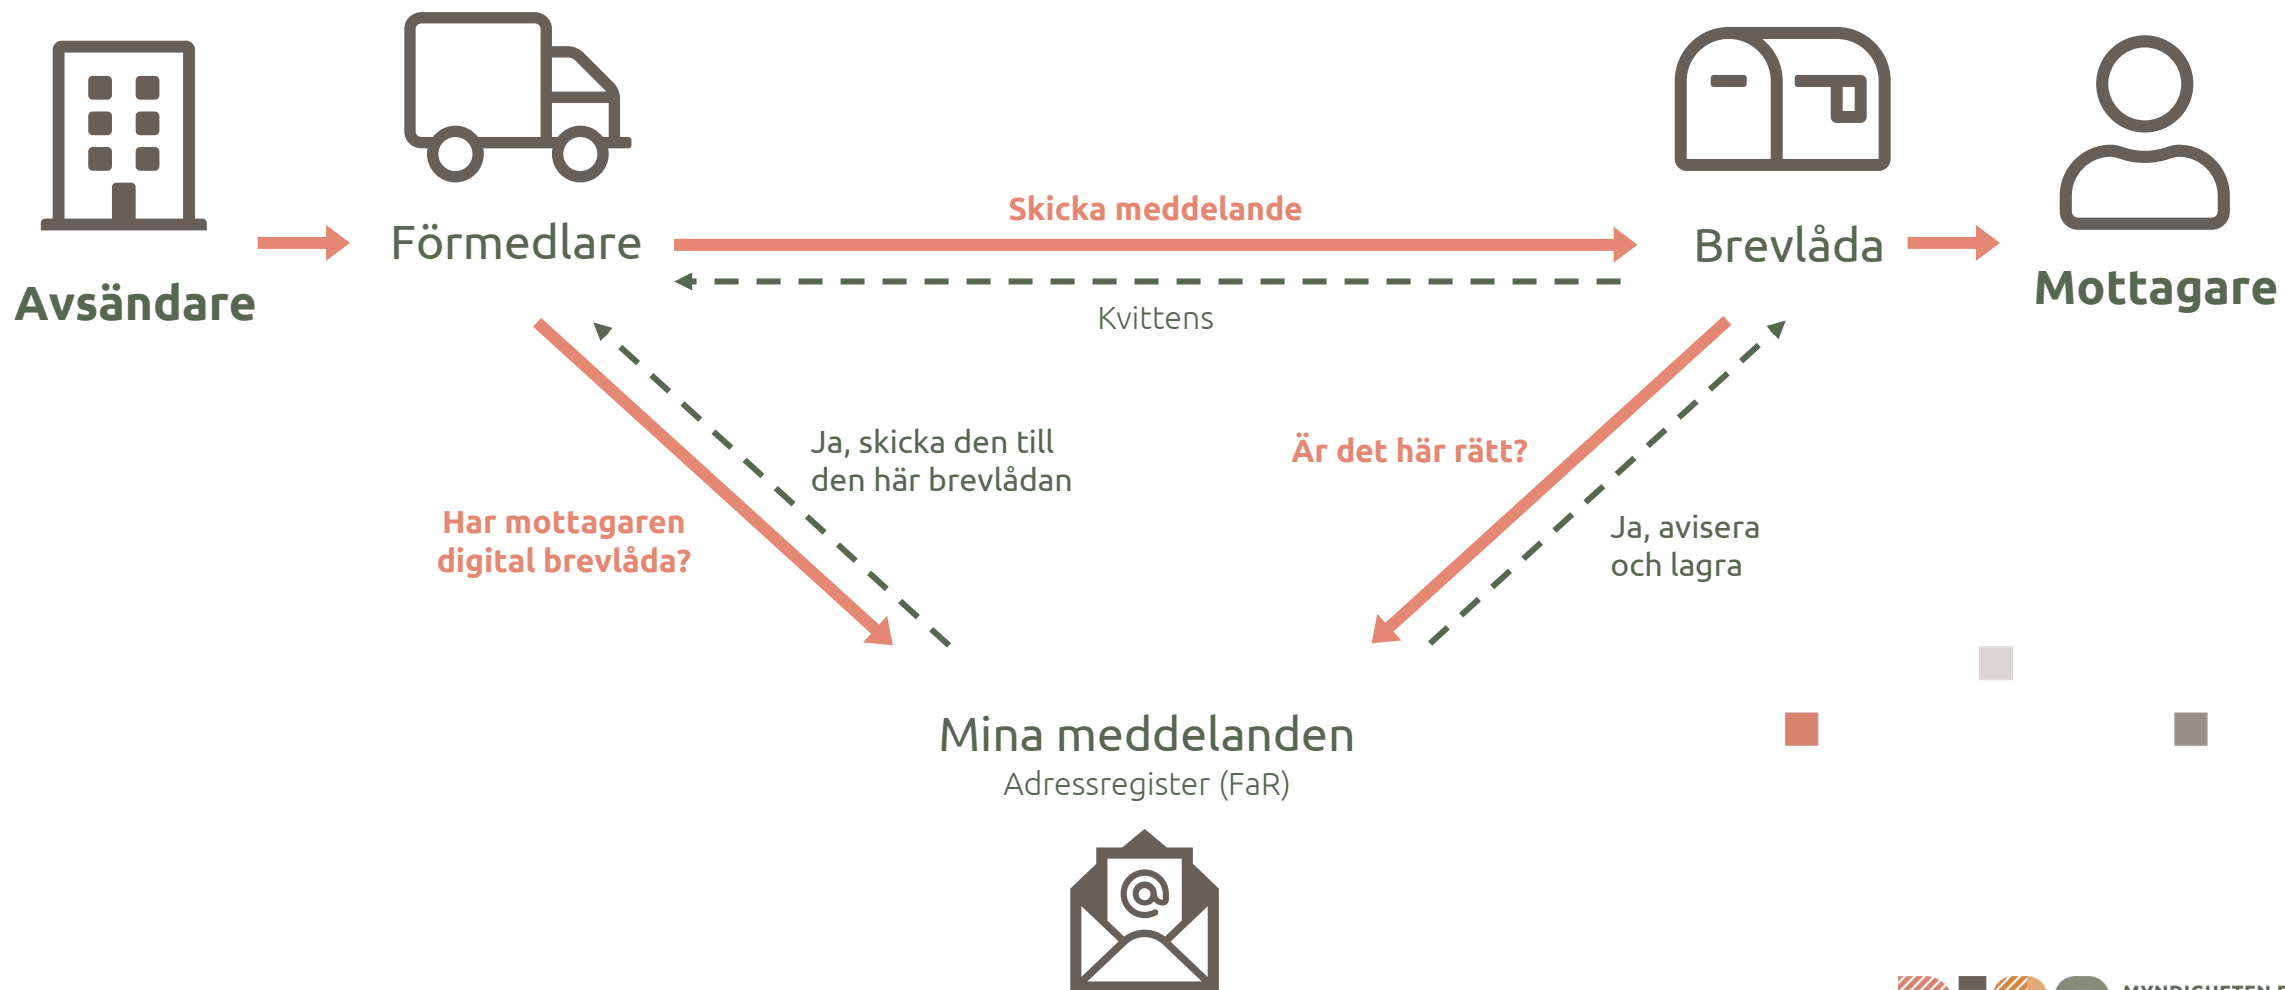 Skicka meddelande
Förmedlare
Brevlåda
Avsändare
Mottagare
Kvittens
Ja, skicka den till
den här brevlådan
Är det här rätt?
Har mottagaren
digital brevlåda?
Ja, avisera
och lagra
Mina meddelanden
Adressregister (FaR)
@